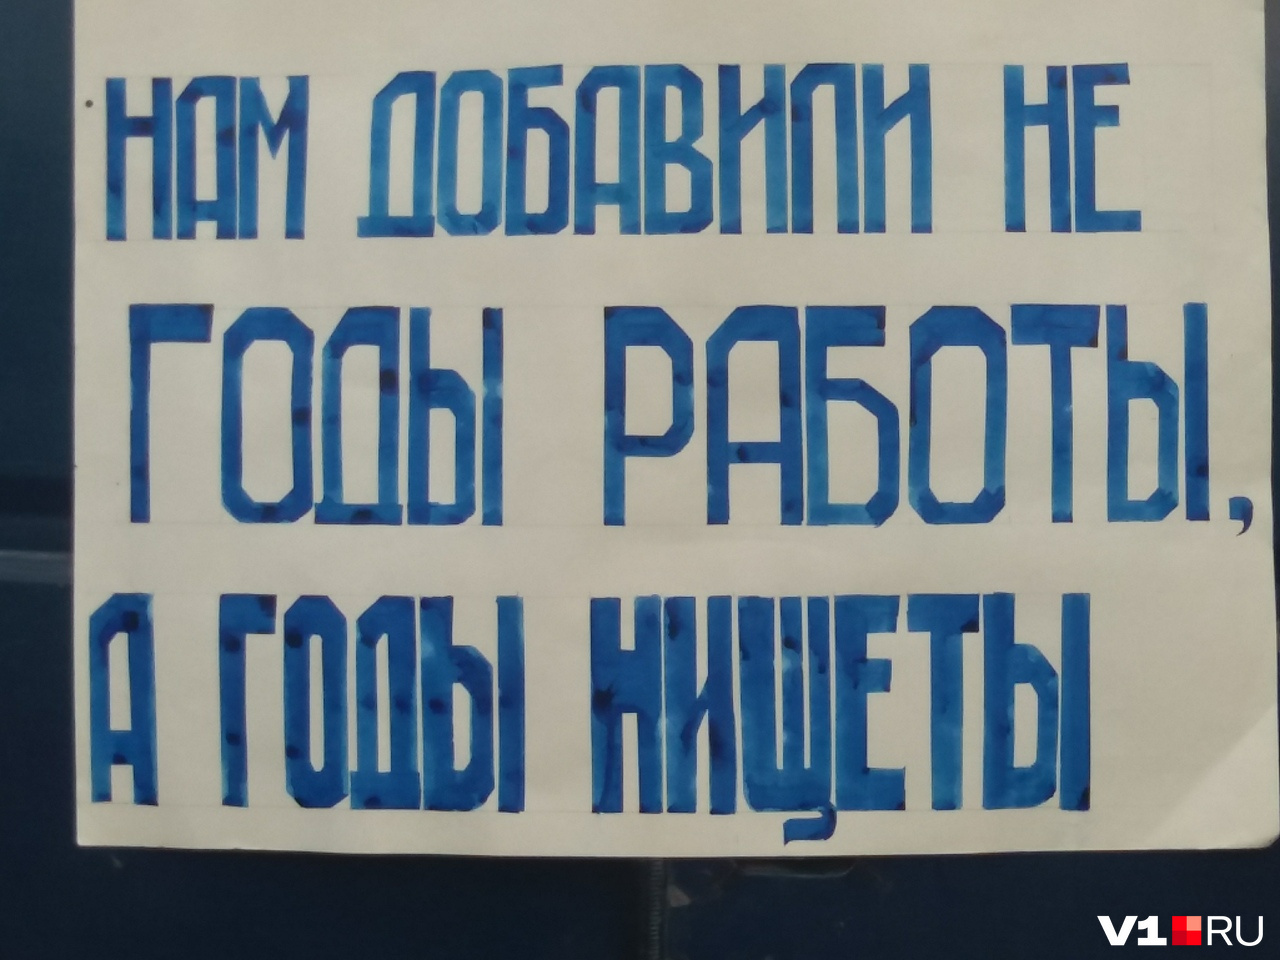 НАМ ДОБАВИЛИ НЕ
ГОДЫ РАБОТЫ,
А ГОДЫ НИЩЕТЫ
V1.RU